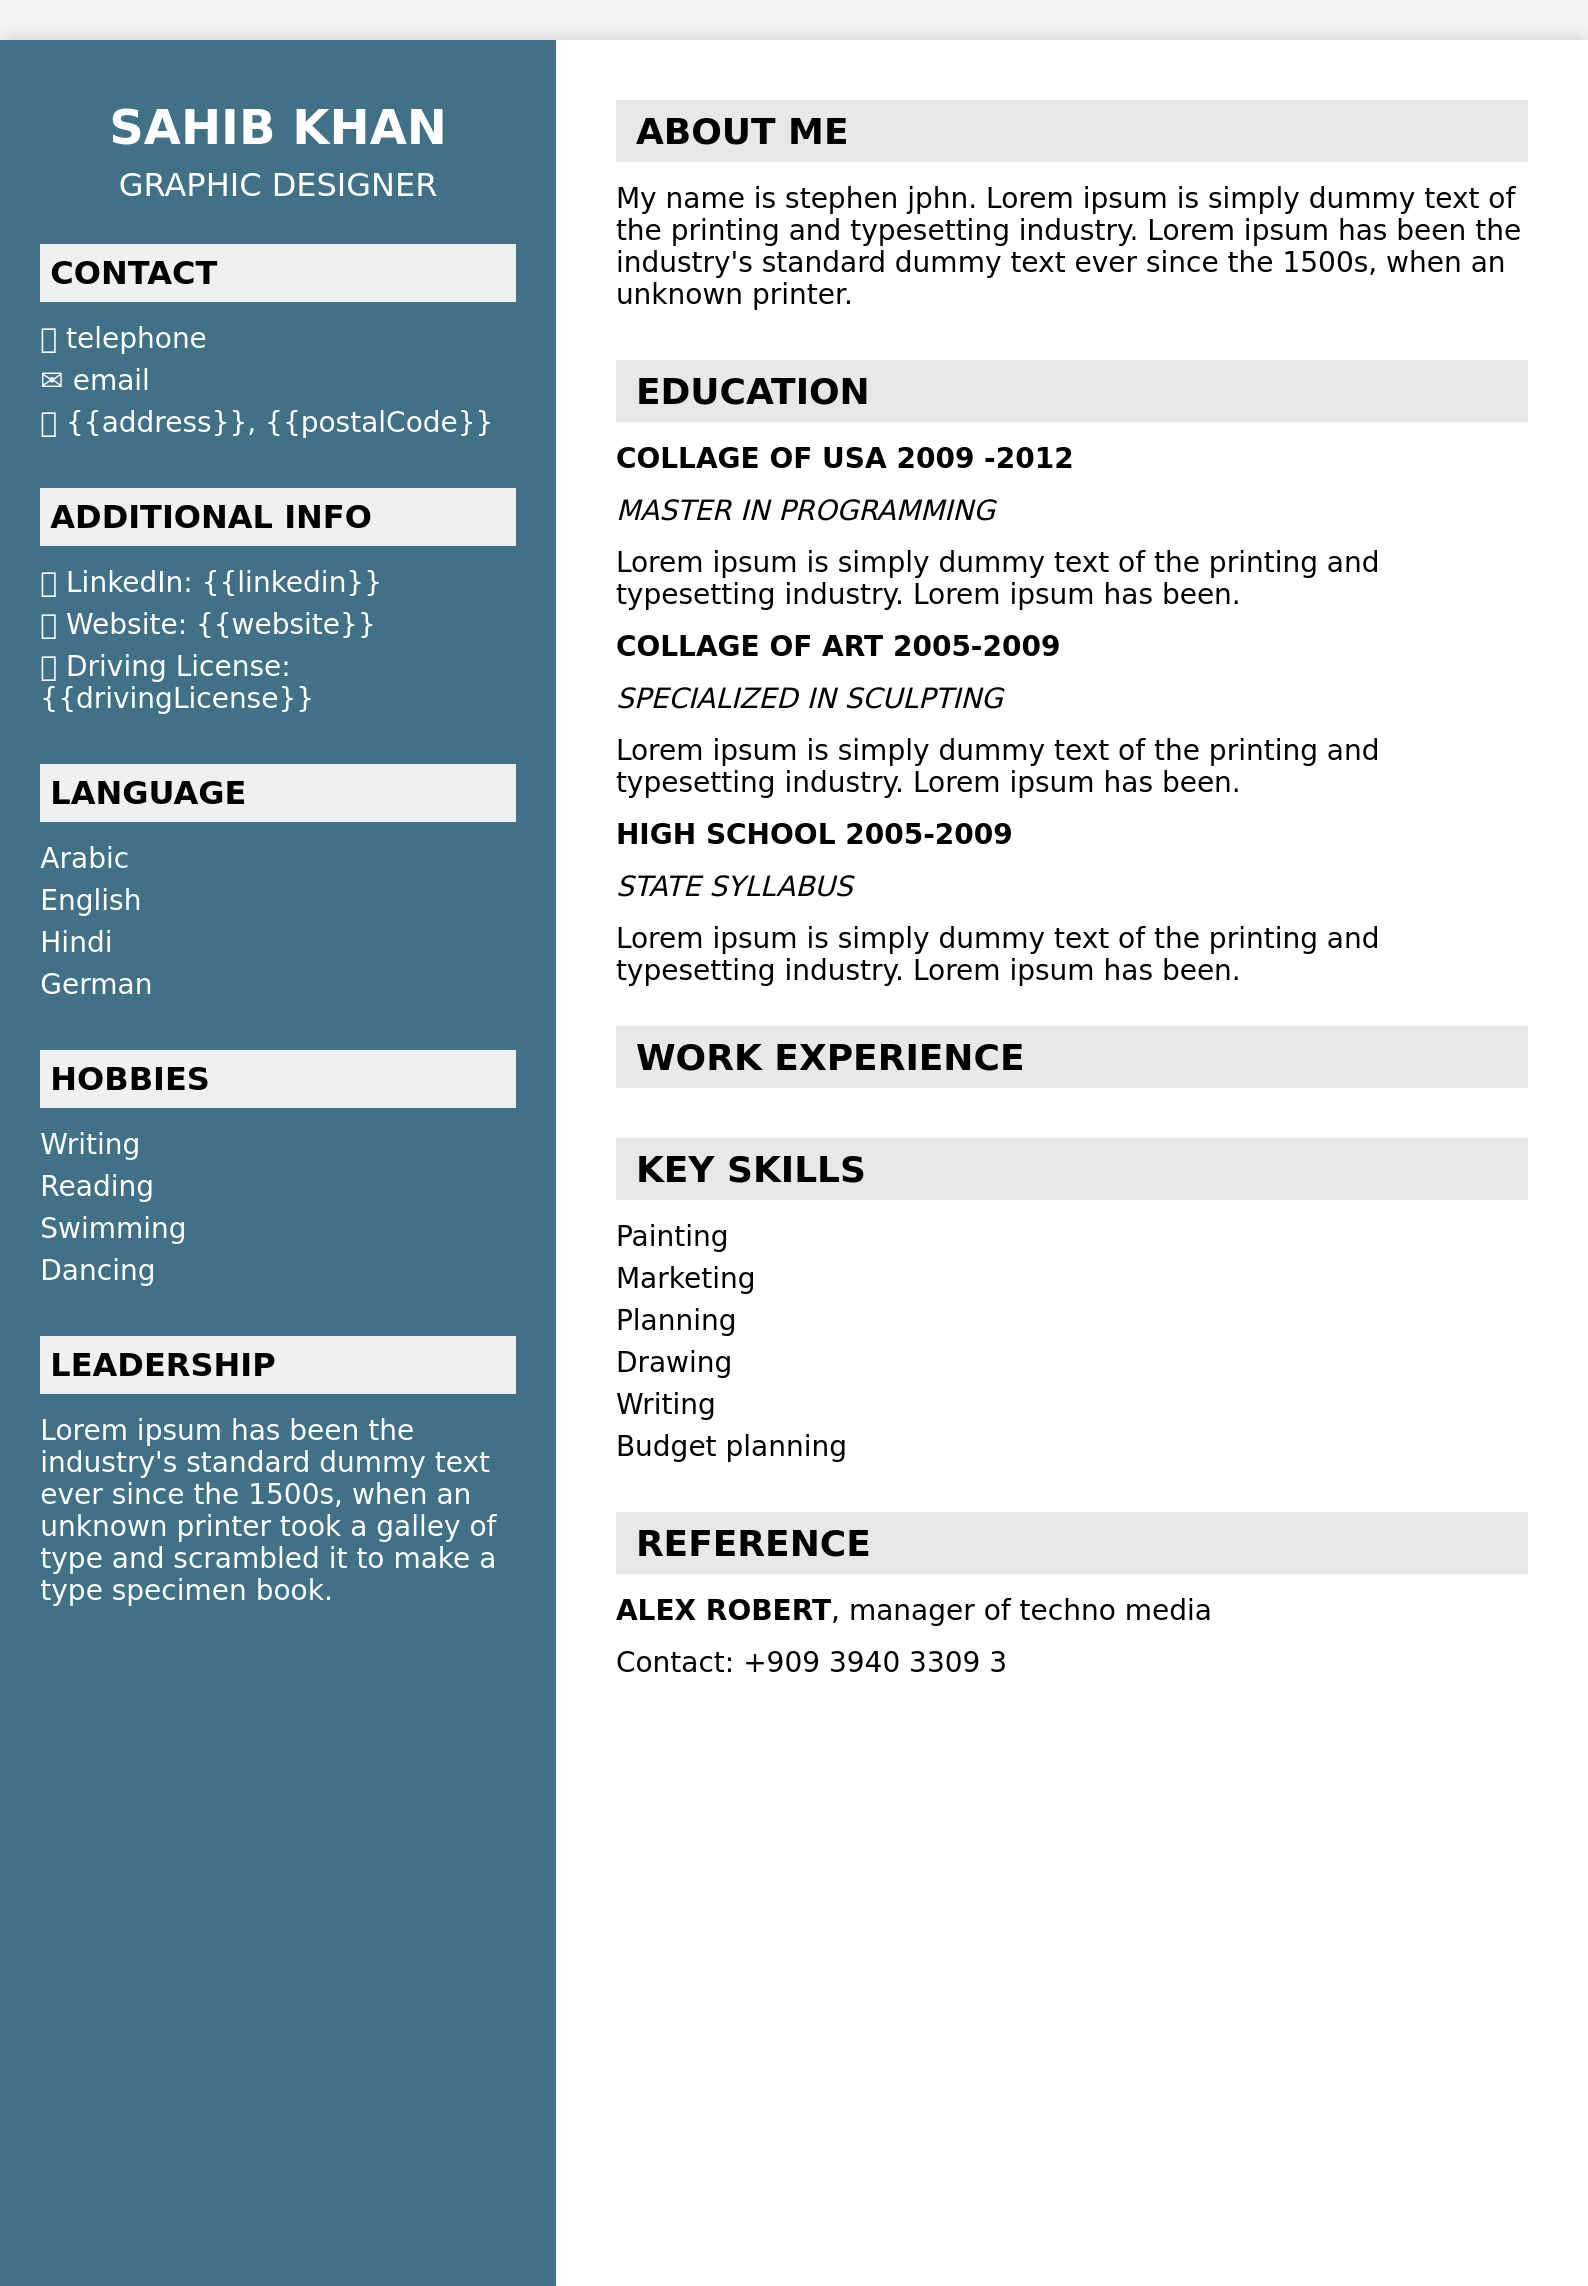 SAHIB KHAN
GRAPHIC DESIGNER
CONTACT
telephone
✉ email
{{address}}, {{postalCode}}
ADDITIONAL INFO
LinkedIn: {{linkedin}}
Website: {{website}}
Driving License:
{{drivingLicense}}
LANGUAGE
Arabic
English
Hindi
German
HOBBIES
Writing
Reading
Swimming
Dancing
LEADERSHIP
Lorem ipsum has been the
industry's standard dummy text
ever since the 1500s, when an
unknown printer took a galley of
type and scrambled it to make a
type specimen book.
ABOUT ME
My name is stephen jphn. Lorem ipsum is simply dummy text of
the printing and typesetting industry. Lorem ipsum has been the
industry's standard dummy text ever since the 1500s, when an
unknown printer.
EDUCATION
COLLAGE OF USA 2009 -2012
MASTER IN PROGRAMMING
Lorem ipsum is simply dummy text of the printing and
typesetting industry. Lorem ipsum has been.
COLLAGE OF ART 2005-2009
SPECIALIZED IN SCULPTING
Lorem ipsum is simply dummy text of the printing and
typesetting industry. Lorem ipsum has been.
HIGH SCHOOL 2005-2009
STATE SYLLABUS
Lorem ipsum is simply dummy text of the printing and
typesetting industry. Lorem ipsum has been.
WORK EXPERIENCE
KEY SKILLS
Painting
Marketing
Planning
Drawing
Writing
Budget planning
REFERENCE
ALEX ROBERT, manager of techno media
Contact: +909 3940 3309 3